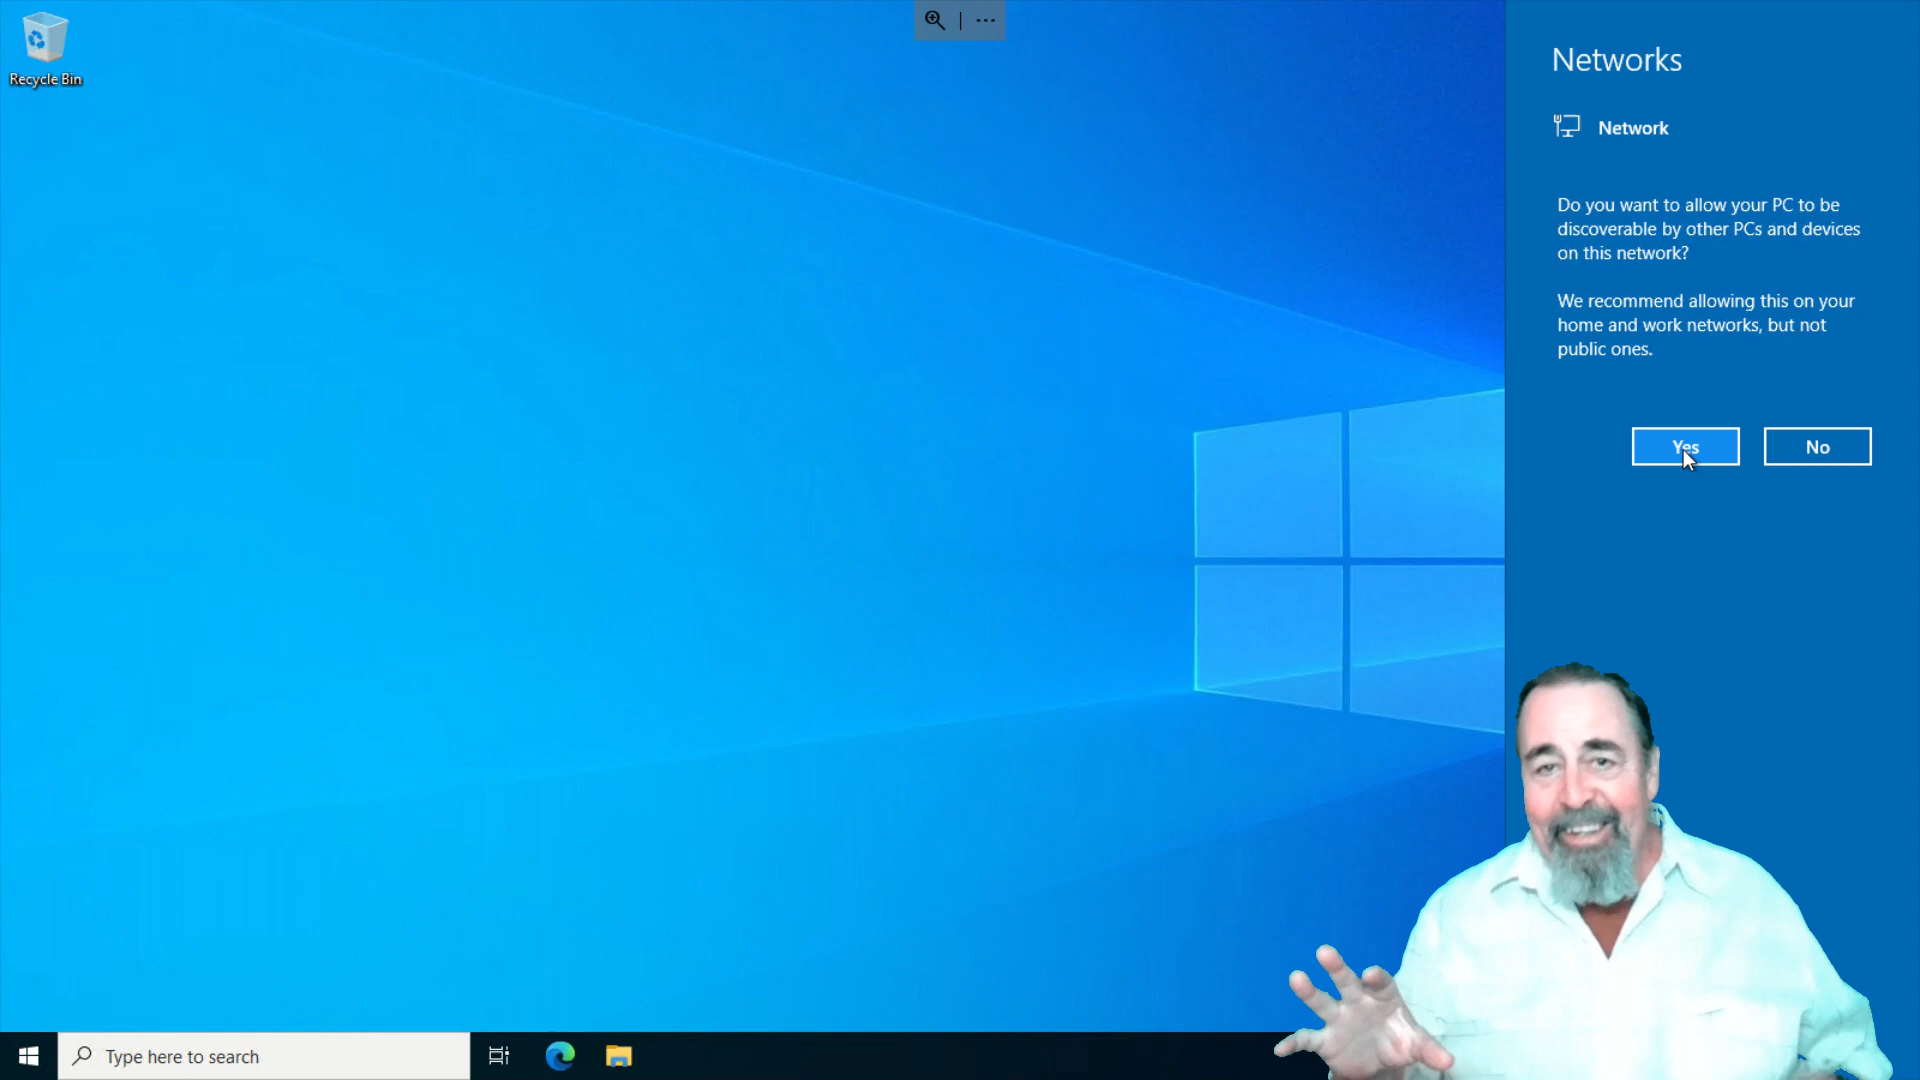 Recycle Bin
Networks
Network
Do you want to allow your PC to be
discoverable by other PCs and devices
on this network?
We recommend allowing this on your
home and work networks, but not
public ones.
Yes
No
Type here to search